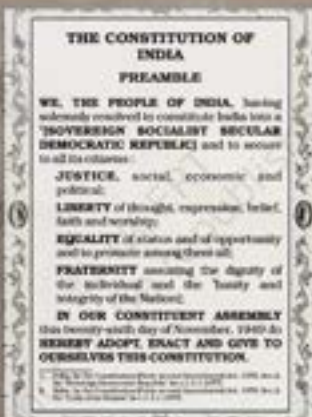 THE CONSTITUTION OF
INDIA
PREAMBLE
WE, THE PEOPLE OF INDIA, having
solemnly resolved to constitute India into a
[SOVEREIGN SOCIALIST SECULAR
DEMOCRATIC REPUBLIC] and to secure
to all its citizens :
JUSTICE, social, economic and
political;
LIBERTY of thought, expression, belief,
faith and worship;
EQUALITY of status and of opportunity
and to promote among them all;
FRATERNITY assuring the dignity of
the individual and the unity and
integrity of the Nation];
IN OUR CONSTITUENT ASSEMBLY
this twenty-sixth day of November, 1949 do
HEREBY ADOPT, ENACT AND GIVE TO
OURSELVES THIS CONSTITUTION.